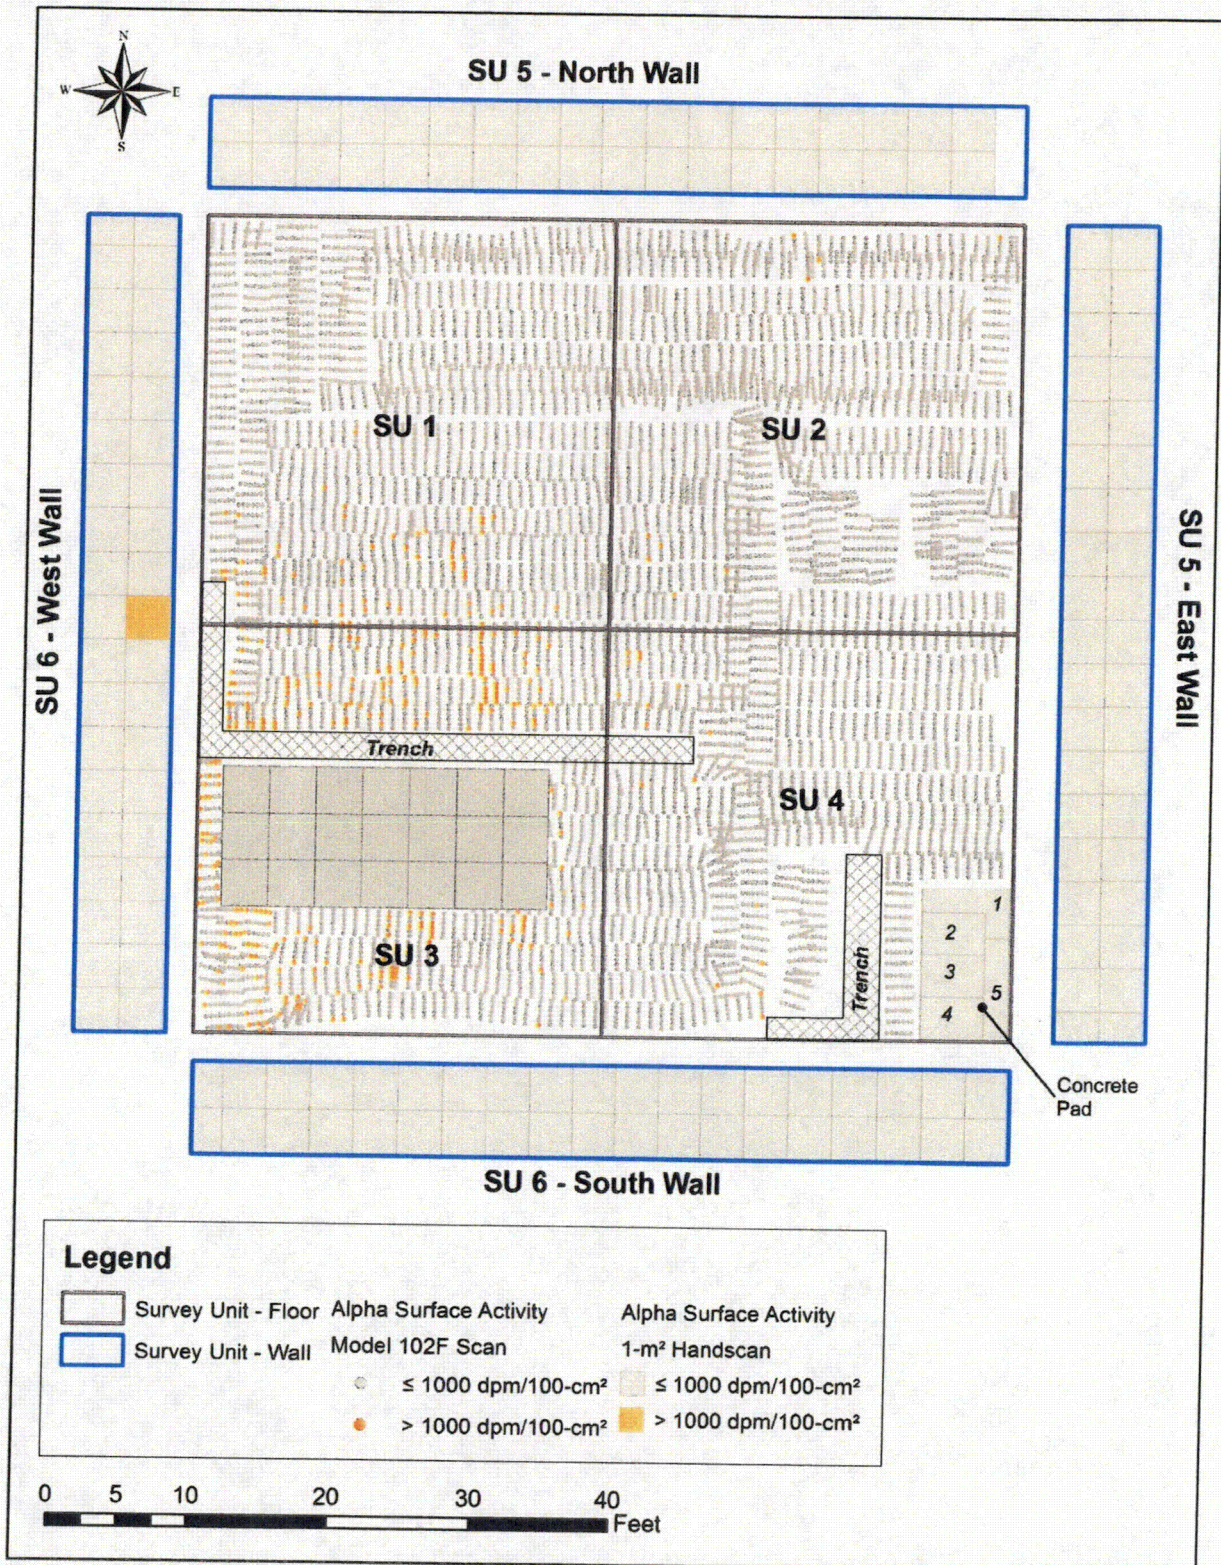 N
W E
S
SU 5 - North Wall
SU 1
SU 2
SU 6 - West Wall
SU 5 - East Wall
Trench
SU 4
1
2
3
SU 3
Trench
5
4
Concrete
Pad
SU 6 - South Wall
Legend
Survey Unit - Floor
Survey Unit - Wall
Alpha Surface Activity
Model 102F Scan
≤ 1000 dpm/100-cm²
> 1000 dpm/100-cm²
Alpha Surface Activity
1-m² Handscan
≤ 1000 dpm/100-cm²
> 1000 dpm/100-cm²
0 5 10 20 30 40
Feet